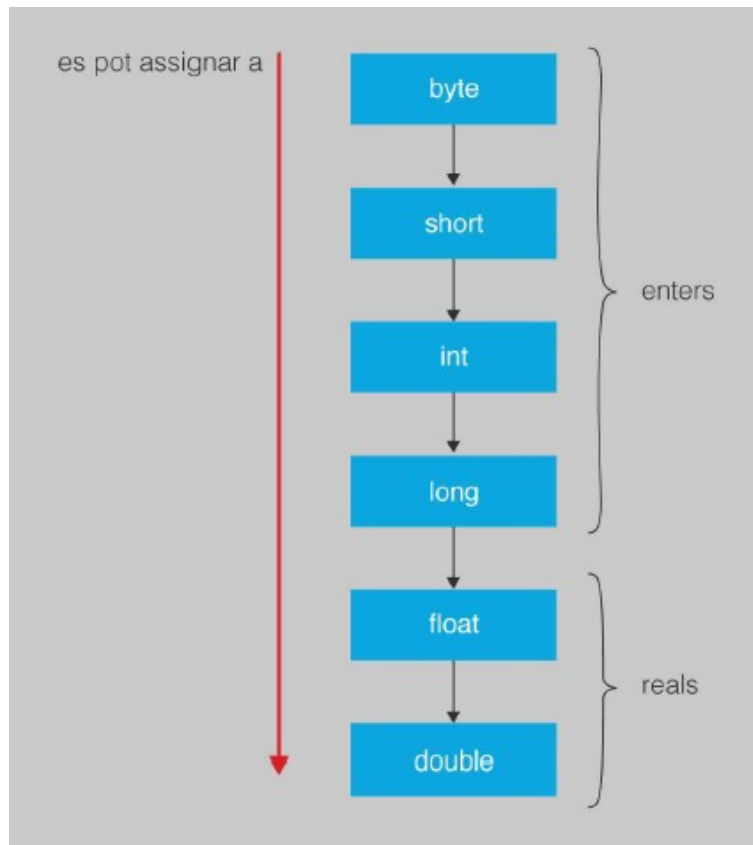 es pot assignar a
byte
short
int
enters
long
float
reals
double